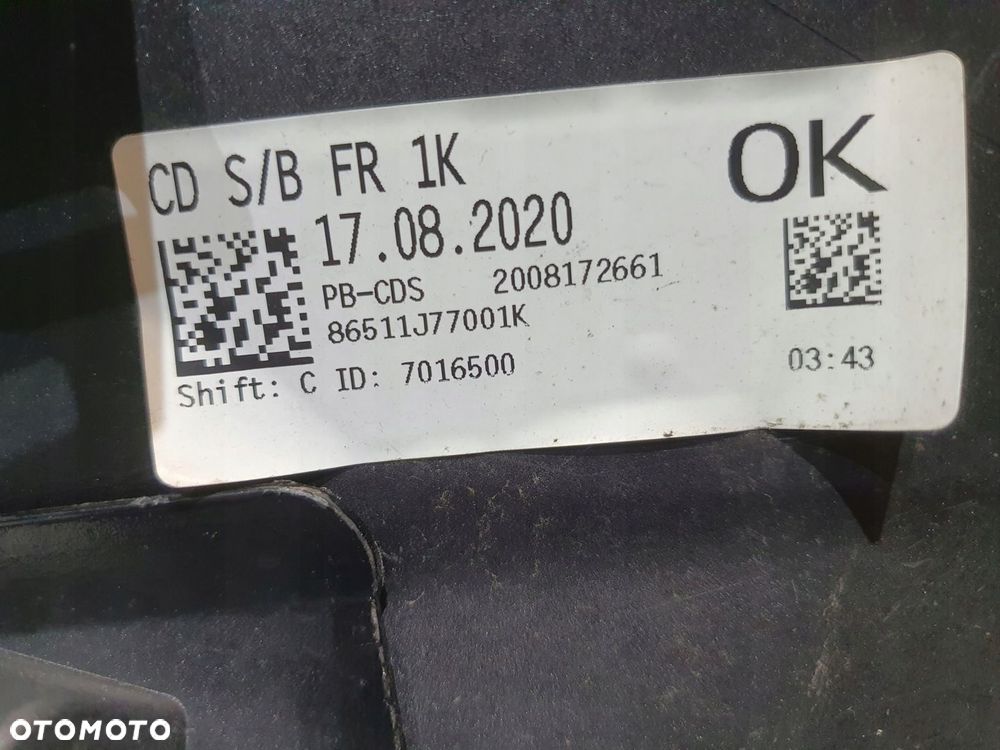 CD S/B FR 1K
OK
17.08.2020
PB-CDS 2008172661
86511J77001K
Shift: C ID: 7016500
03:43
OTOMOTO